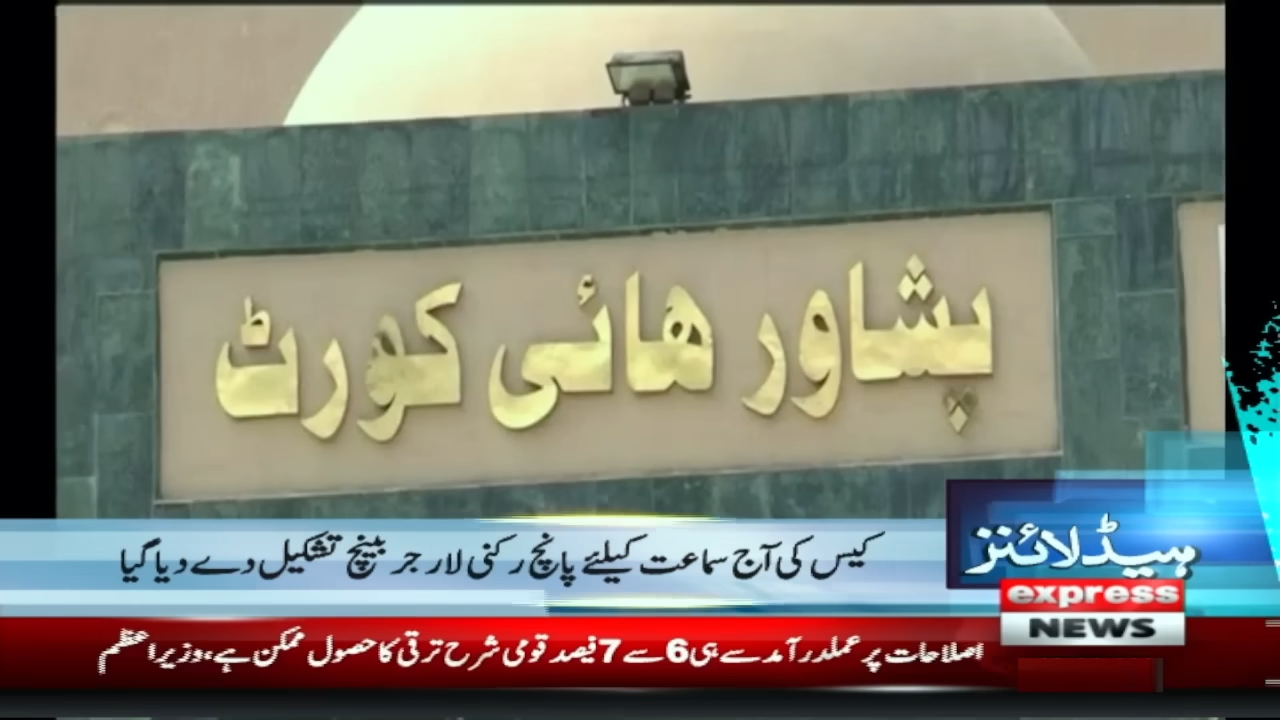 پشاور هائی کورٹ
ہیڈلائنز
کیس کی آج سماعت کیلئے پانچ رکنی لارجر بینچ تشکیل دے دیا گیا
express
NEWS
اصلاحات پر عملدرآمد سے ہی 6 سے 7 فیصد قومی شرح ترقی کا حصول ممکن ہے، وزیراعظم